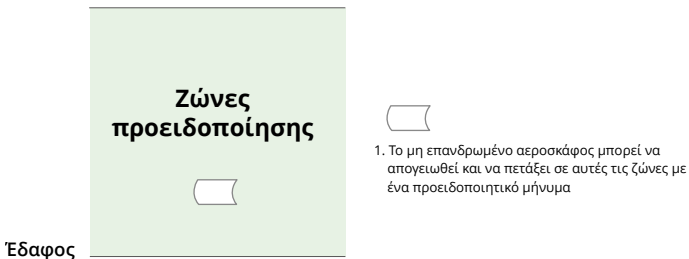 Ζώνες
προειδοποίησης
1. Το μη επανδρωμένο αεροσκάφος μπορεί να
απογειωθεί και να πετάξει σε αυτές τις ζώνες με
ένα προειδοποιητικό μήνυμα
Έδαφος